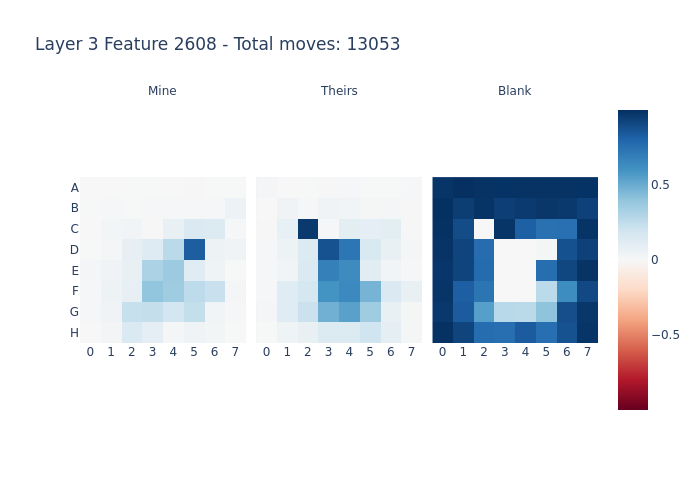 Layer 3 Feature 2608 - Total moves: 13053
Mine Theirs Blank
A
B
C
D
E
F
G
H
0 1 2 3 4 5 6 7 0 1 2 3 4 5 6 7 0 1 2 3 4 5 6 7
0.5
0
−0.5